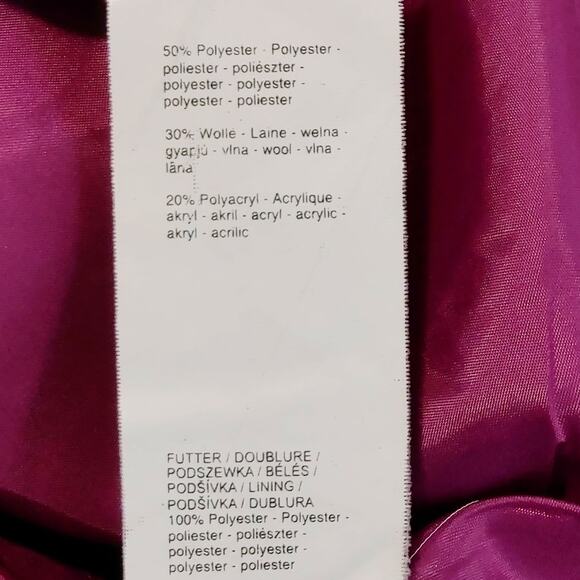 50% Polyester - Polyester -
poliester - poliészter -
polyester - polyester -
polyester - poliester
30% Wolle - Laine - wełna -
gyapjú - vlna - wool - vlna -
lână
20% Polyacryl - Acrylique -
akryl - akril - acryl - acrylic -
akryl - acrilic
FUTTER / DOUBLURE /
PODSZEWKA / BÉLÉS /
PODŠÍVKA / LINING /
PODŠÍVKA / DUBLURA
100% Polyester - Polyester -
poliester - poliészter -
polyester - polyester -
polyester - poliester